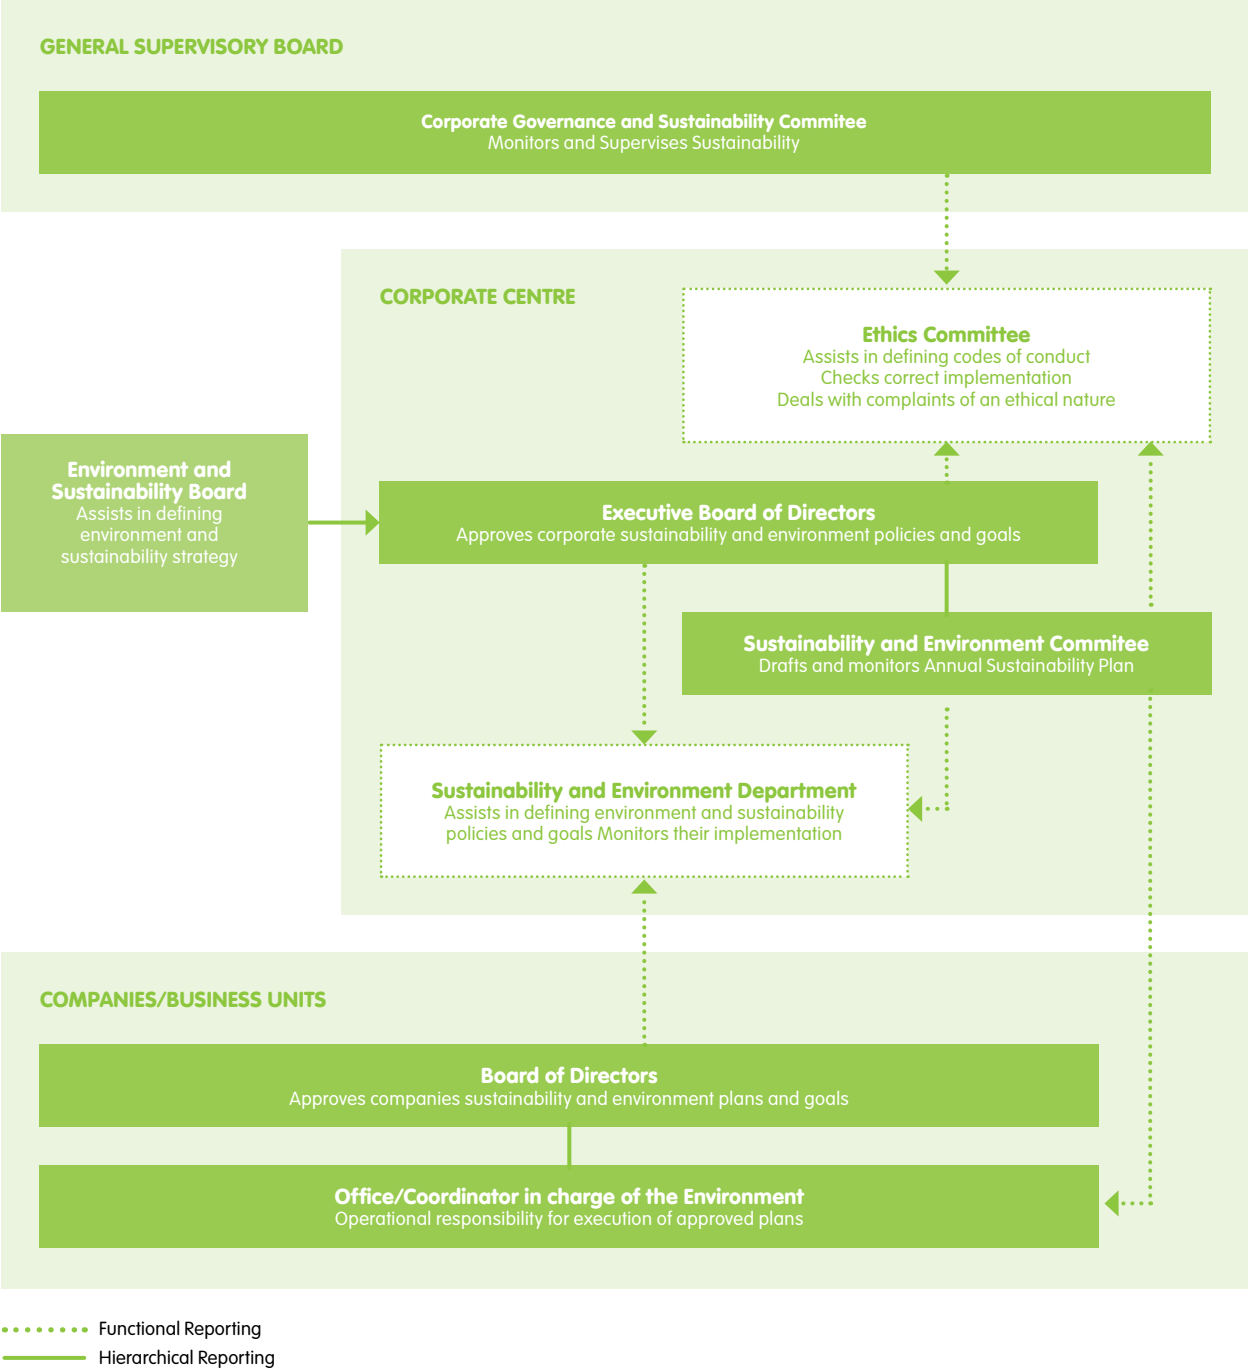 GENERAL SUPERVISORY BOARD
Corporate Governance and Sustainability Commitee
Monitors and Supervises Sustainability
CORPORATE CENTRE
Ethics Committee
Assists in defining codes of conduct
Checks correct implementation
Deals with complaints of an ethical nature
Environment and
Sustainability Board
Assists in defining
environment and
sustainability strategy
Executive Board of Directors
Approves corporate sustainability and environment policies and goals
Sustainability and Environment Commitee
Drafts and monitors Annual Sustainability Plan
Sustainability and Environment Department
Assists in defining environment and sustainability
policies and goals Monitors their implementation
COMPANIES/BUSINESS UNITS
Board of Directors
Approves companies sustainability and environment plans and goals
Office/Coordinator in charge of the Environment
Operational responsibility for execution of approved plans
Functional Reporting
Hierarchical Reporting